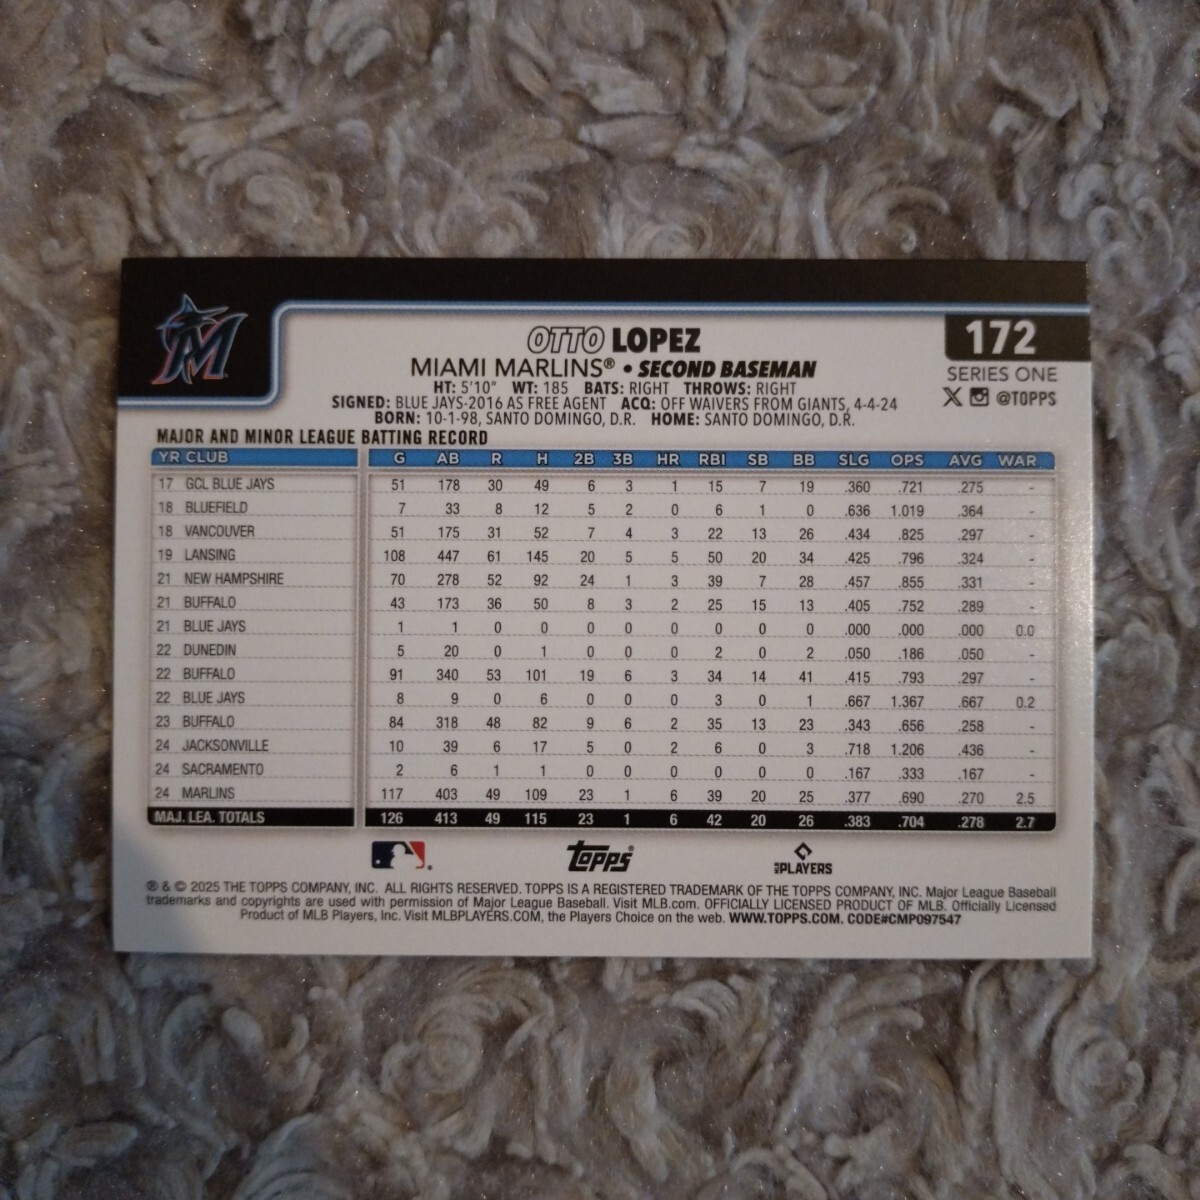 OTTO LOPEZ
172
MIAMI MARLINS® • SECOND BASEMAN
SERIES ONE
HT: 5'10" WT: 185 BATS: RIGHT THROWS: RIGHT
@TOPPS
SIGNED: BLUE JAYS-2016 AS FREE AGENT ACQ: OFF WAIVERS FROM GIANTS, 4-4-24
BORN: 10-1-98, SANTO DOMINGO, D.R. HOME: SANTO DOMINGO, D.R.
MAJOR AND MINOR LEAGUE BATTING RECORD
YR CLUB G AB R H 2B 3B HR RBI SB BB SLG OPS AVG WAR
17 GCL BLUE JAYS 51 178 30 49 6 3 1 15 7 19 .360 .721 .275 -
18 BLUEFIELD 7 33 8 12 5 2 0 6 1 0 .636 1.019 .364 -
18 VANCOUVER 51 175 31 52 7 4 3 22 13 26 .434 .825 .297 -
19 LANSING 108 447 61 145 20 5 5 50 20 34 .425 .796 .324 -
21 NEW HAMPSHIRE 70 278 52 92 24 1 3 39 7 28 .457 .855 .331 -
21 BUFFALO 43 173 36 50 8 3 2 25 15 13 .405 .752 .289 -
21 BLUE JAYS 1 1 0 0 0 0 0 0 0 0 .000 .000 .000 0.0
22 DUNEDIN 5 20 0 1 0 0 0 2 0 2 .050 .186 .050 -
22 BUFFALO 91 340 53 101 19 6 3 34 14 41 .415 .793 .297 -
22 BLUE JAYS 8 9 0 6 0 0 0 3 0 1 .667 1.367 .667 0.2
23 BUFFALO 84 318 48 82 9 6 2 35 13 23 .343 .656 .258 -
24 JACKSONVILLE 10 39 6 17 5 0 2 6 0 3 .718 1.206 .436 -
24 SACRAMENTO 2 6 1 1 0 0 0 0 0 0 .167 .333 .167 -
24 MARLINS 117 403 49 109 23 1 6 39 20 25 .377 .690 .270 2.5
MAJ. LEA. TOTALS 126 413 49 115 23 1 6 42 20 26 .383 .704 .278 2.7
Topps® MLB PLAYERS
® & © 2025 THE TOPPS COMPANY, INC. ALL RIGHTS RESERVED. TOPPS IS A REGISTERED TRADEMARK OF THE TOPPS COMPANY, INC. Major League Baseball
trademarks and copyrights are used with permission of Major League Baseball. Visit MLB.com. OFFICIALLY LICENSED PRODUCT OF MLB. Officially Licensed
Product of MLB Players, Inc. Visit MLBPLAYERS.COM, the Players Choice on the web. WWW.TOPPS.COM. CODE#CMP097547